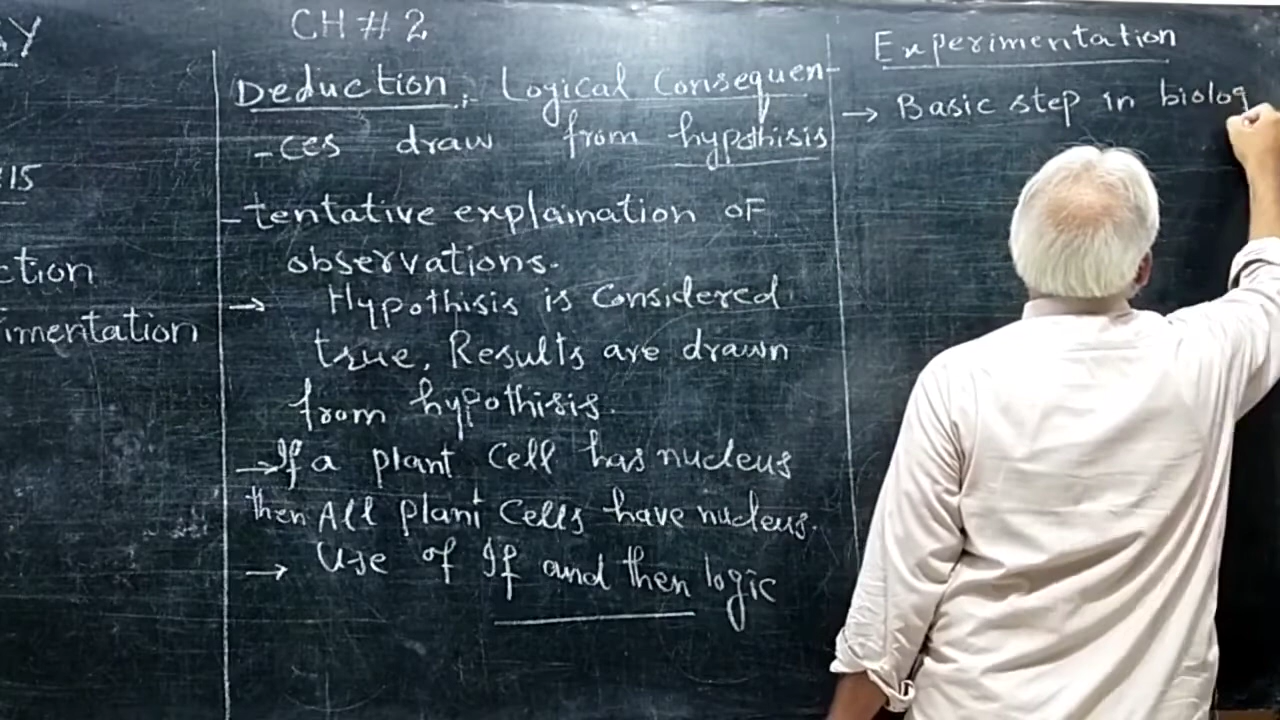 CH # 2
15
ction
imentation
Deduction :- Logical Consequen-
-ces draw from hypothisis
- tentative explaination OF
observations.
→ Hypothisis is Considered
true. Results are drawn
from hypothisis.
→ If a plant Cell has nucleus
then All plant Cells have nucleus.
→ Use of If and then logic
Experimentation
→ Basic step in biolog